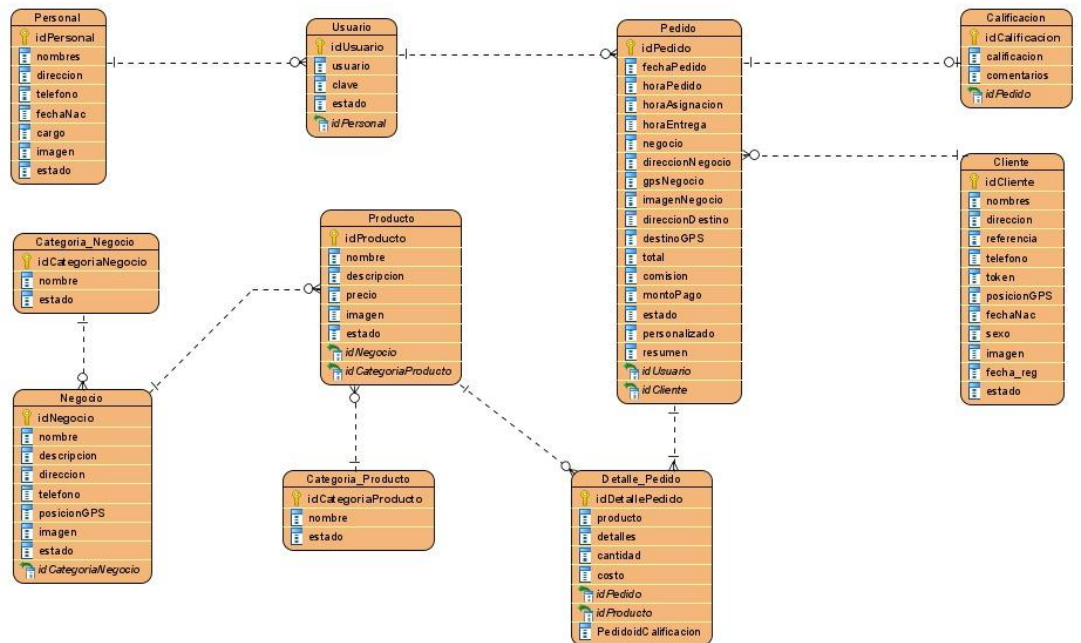 Personal
idPersonal
nombres
direccion
telefono
fechaNac
cargo
imagen
estado
Usuario
idUsuario
usuario
clave
estado
idPersonal
Pedido
idPedido
fechaPedido
horaPedido
horaAsignacion
horaEntrega
negocio
direccionNegocio
gpsNegocio
imagenNegocio
direccionDestino
destinoGPS
total
comision
montoPago
estado
personalizado
resumen
idUsuario
idCliente
Calificacion
idCalificacion
calificacion
comentarios
idPedido
Cliente
idCliente
nombres
direccion
referencia
telefono
token
posicionGPS
fechaNac
sexo
imagen
fecha_reg
estado
Categoria_Negocio
idCategoriaNegocio
nombre
estado
Producto
idProducto
nombre
descripcion
precio
imagen
estado
idNegocio
idCategoriaProducto
Negocio
idNegocio
nombre
descripcion
direccion
telefono
posicionGPS
imagen
estado
idCategoriaNegocio
Categoria_Producto
idCategoriaProducto
nombre
estado
Detalle_Pedido
idDetallePedido
producto
detalles
cantidad
costo
idPedido
idProducto
PedidoidCalificacion